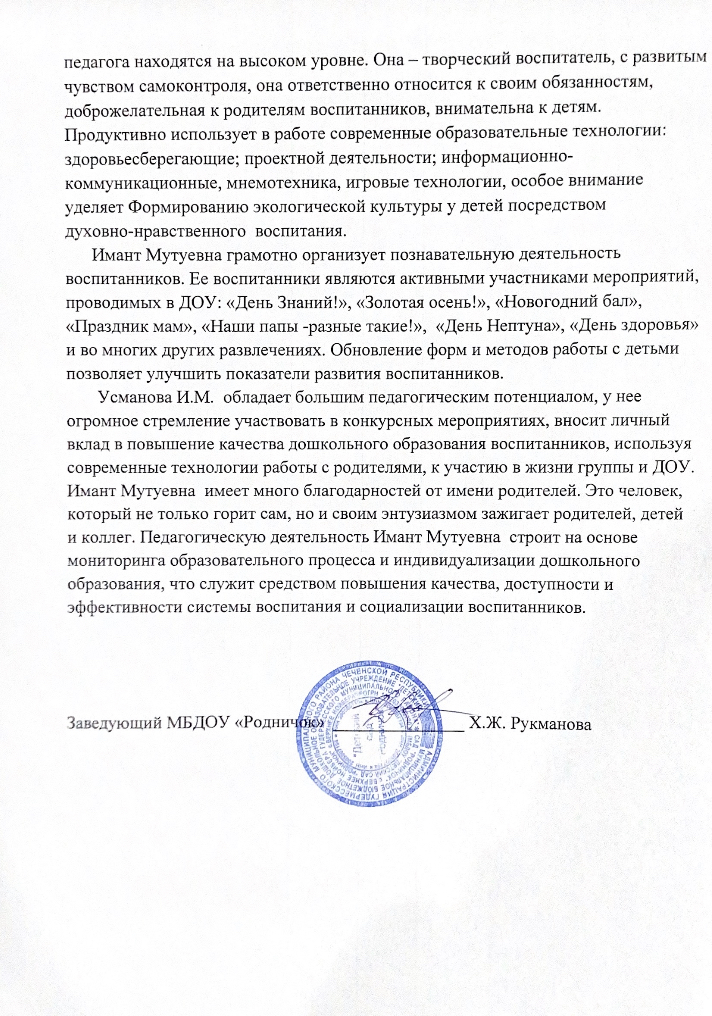 педагога находятся на высоком уровне. Она – творческий воспитатель, с развитым
чувством самоконтроля, она ответственно относится к своим обязанностям,
доброжелательная к родителям воспитанников, внимательна к детям.
Продуктивно использует в работе современные образовательные технологии:
здоровьесберегающие; проектной деятельности; информационно-
коммуникационные, мнемотехника, игровые технологии, особое внимание
уделяет Формированию экологической культуры у детей посредством
духовно-нравственного воспитания.
Имант Мутуевна грамотно организует познавательную деятельность
воспитанников. Ее воспитанники являются активными участниками мероприятий,
проводимых в ДОУ: «День Знаний!», «Золотая осень!», «Новогодний бал»,
«Праздник мам», «Наши папы -разные такие!», «День Нептуна», «День здоровья»
и во многих других развлечениях. Обновление форм и методов работы с детьми
позволяет улучшить показатели развития воспитанников.
Усманова И.М. обладает большим педагогическим потенциалом, у нее
огромное стремление участвовать в конкурсных мероприятиях, вносит личный
вклад в повышение качества дошкольного образования воспитанников, используя
современные технологии работы с родителями, к участию в жизни группы и ДОУ.
Имант Мутуевна имеет много благодарностей от имени родителей. Это человек,
который не только горит сам, но и своим энтузиазмом зажигает родителей, детей
и коллег. Педагогическую деятельность Имант Мутуевна строит на основе
мониторинга образовательного процесса и индивидуализации дошкольного
образования, что служит средством повышения качества, доступности и
эффективности системы воспитания и социализации воспитанников.
Заведующий МБДОУ «Родничок» Х.Ж. Рукманова
АДМИНИСТРАЦИЯ ГУДЕРМЕССКОГО МУНИЦИПАЛЬНОГО РАЙОНА ЧЕЧЕНСКОЙ РЕСПУБЛИКИ